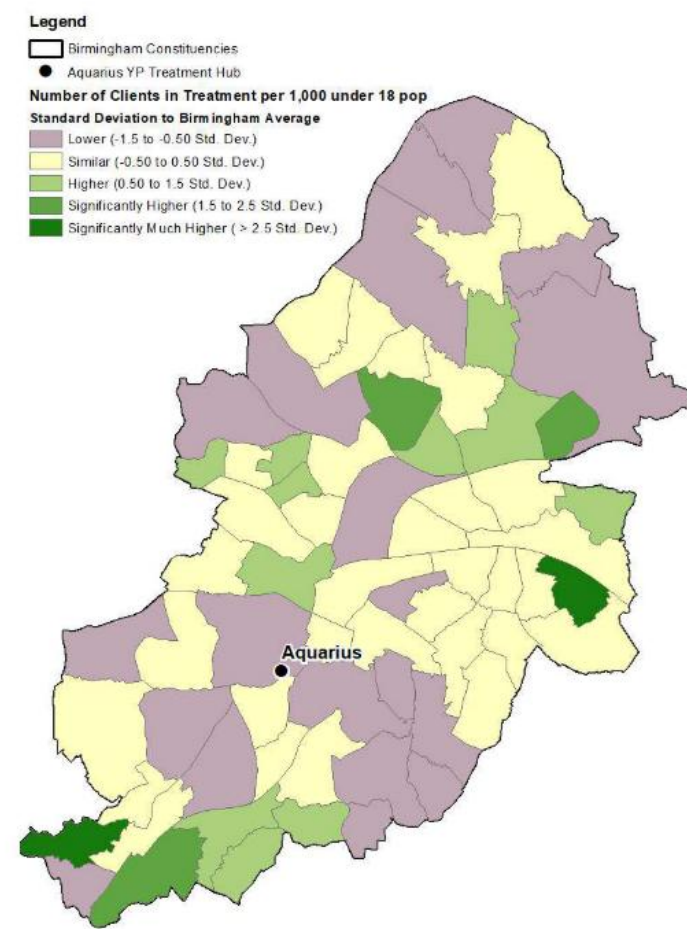 Legend
Birmingham Constituencies
Aquarius YP Treatment Hub
Number of Clients in Treatment per 1,000 under 18 pop
Standard Deviation to Birmingham Average
Lower (-1.5 to -0.50 Std. Dev.)
Similar (-0.50 to 0.50 Std. Dev.)
Higher (0.50 to 1.5 Std. Dev.)
Significantly Higher (1.5 to 2.5 Std. Dev.)
Significantly Much Higher ( > 2.5 Std. Dev.)
Aquarius